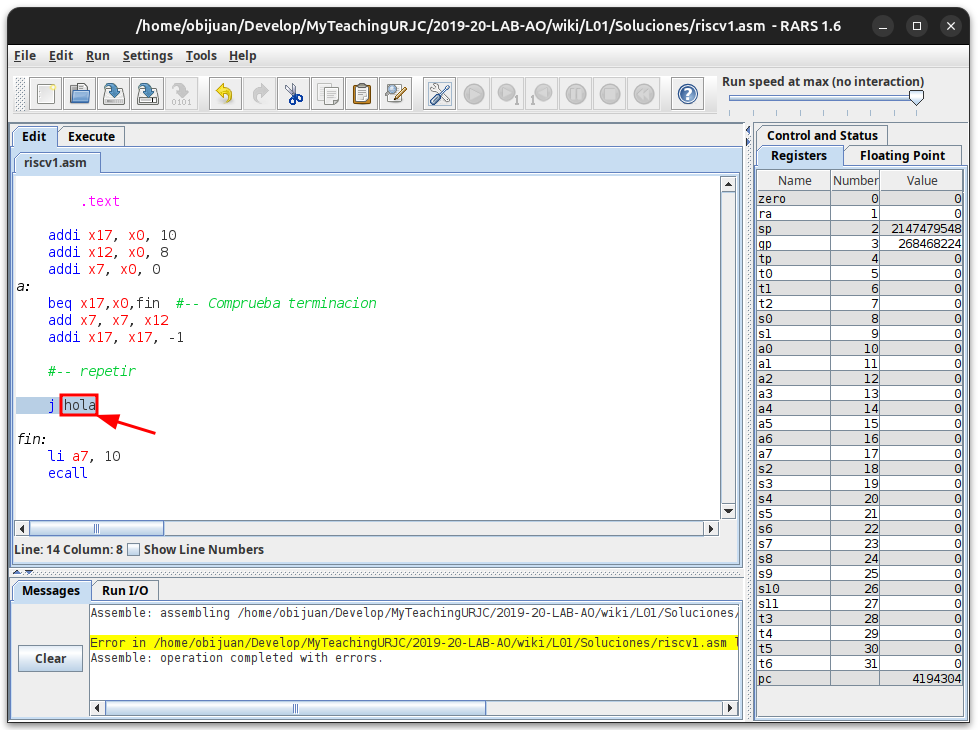 /home/obijuan/Develop/MyTeachingURJC/2019-20-LAB-AO/wiki/L01/Soluciones/riscv1.asm - RARS 1.6
File Edit Run Settings Tools Help
Run speed at max (no interaction)
0101 1 1
Edit Execute
riscv1.asm
.text
addi x17, x0, 10
addi x12, x0, 8
addi x7, x0, 0
a:
beq x17,x0,fin #-- Comprueba terminacion
add x7, x7, x12
addi x17, x17, -1
#-- repetir
j hola
fin:
li a7, 10
ecall
Line: 14 Column: 8 Show Line Numbers
Messages Run I/O
Clear
Assemble: assembling /home/obijuan/Develop/MyTeachingURJC/2019-20-LAB-AO/wiki/L01/Soluciones/
Error in /home/obijuan/Develop/MyTeachingURJC/2019-20-LAB-AO/wiki/L01/Soluciones/riscv1.asm l
Assemble: operation completed with errors.
Control and Status
Registers Floating Point
Name Number Value
zero 0 0
ra 1 0
sp 2 2147479548
gp 3 268468224
tp 4 0
t0 5 0
t1 6 0
t2 7 0
s0 8 0
s1 9 0
a0 10 0
a1 11 0
a2 12 0
a3 13 0
a4 14 0
a5 15 0
a6 16 0
a7 17 0
s2 18 0
s3 19 0
s4 20 0
s5 21 0
s6 22 0
s7 23 0
s8 24 0
s9 25 0
s10 26 0
s11 27 0
t3 28 0
t4 29 0
t5 30 0
t6 31 0
pc 4194304